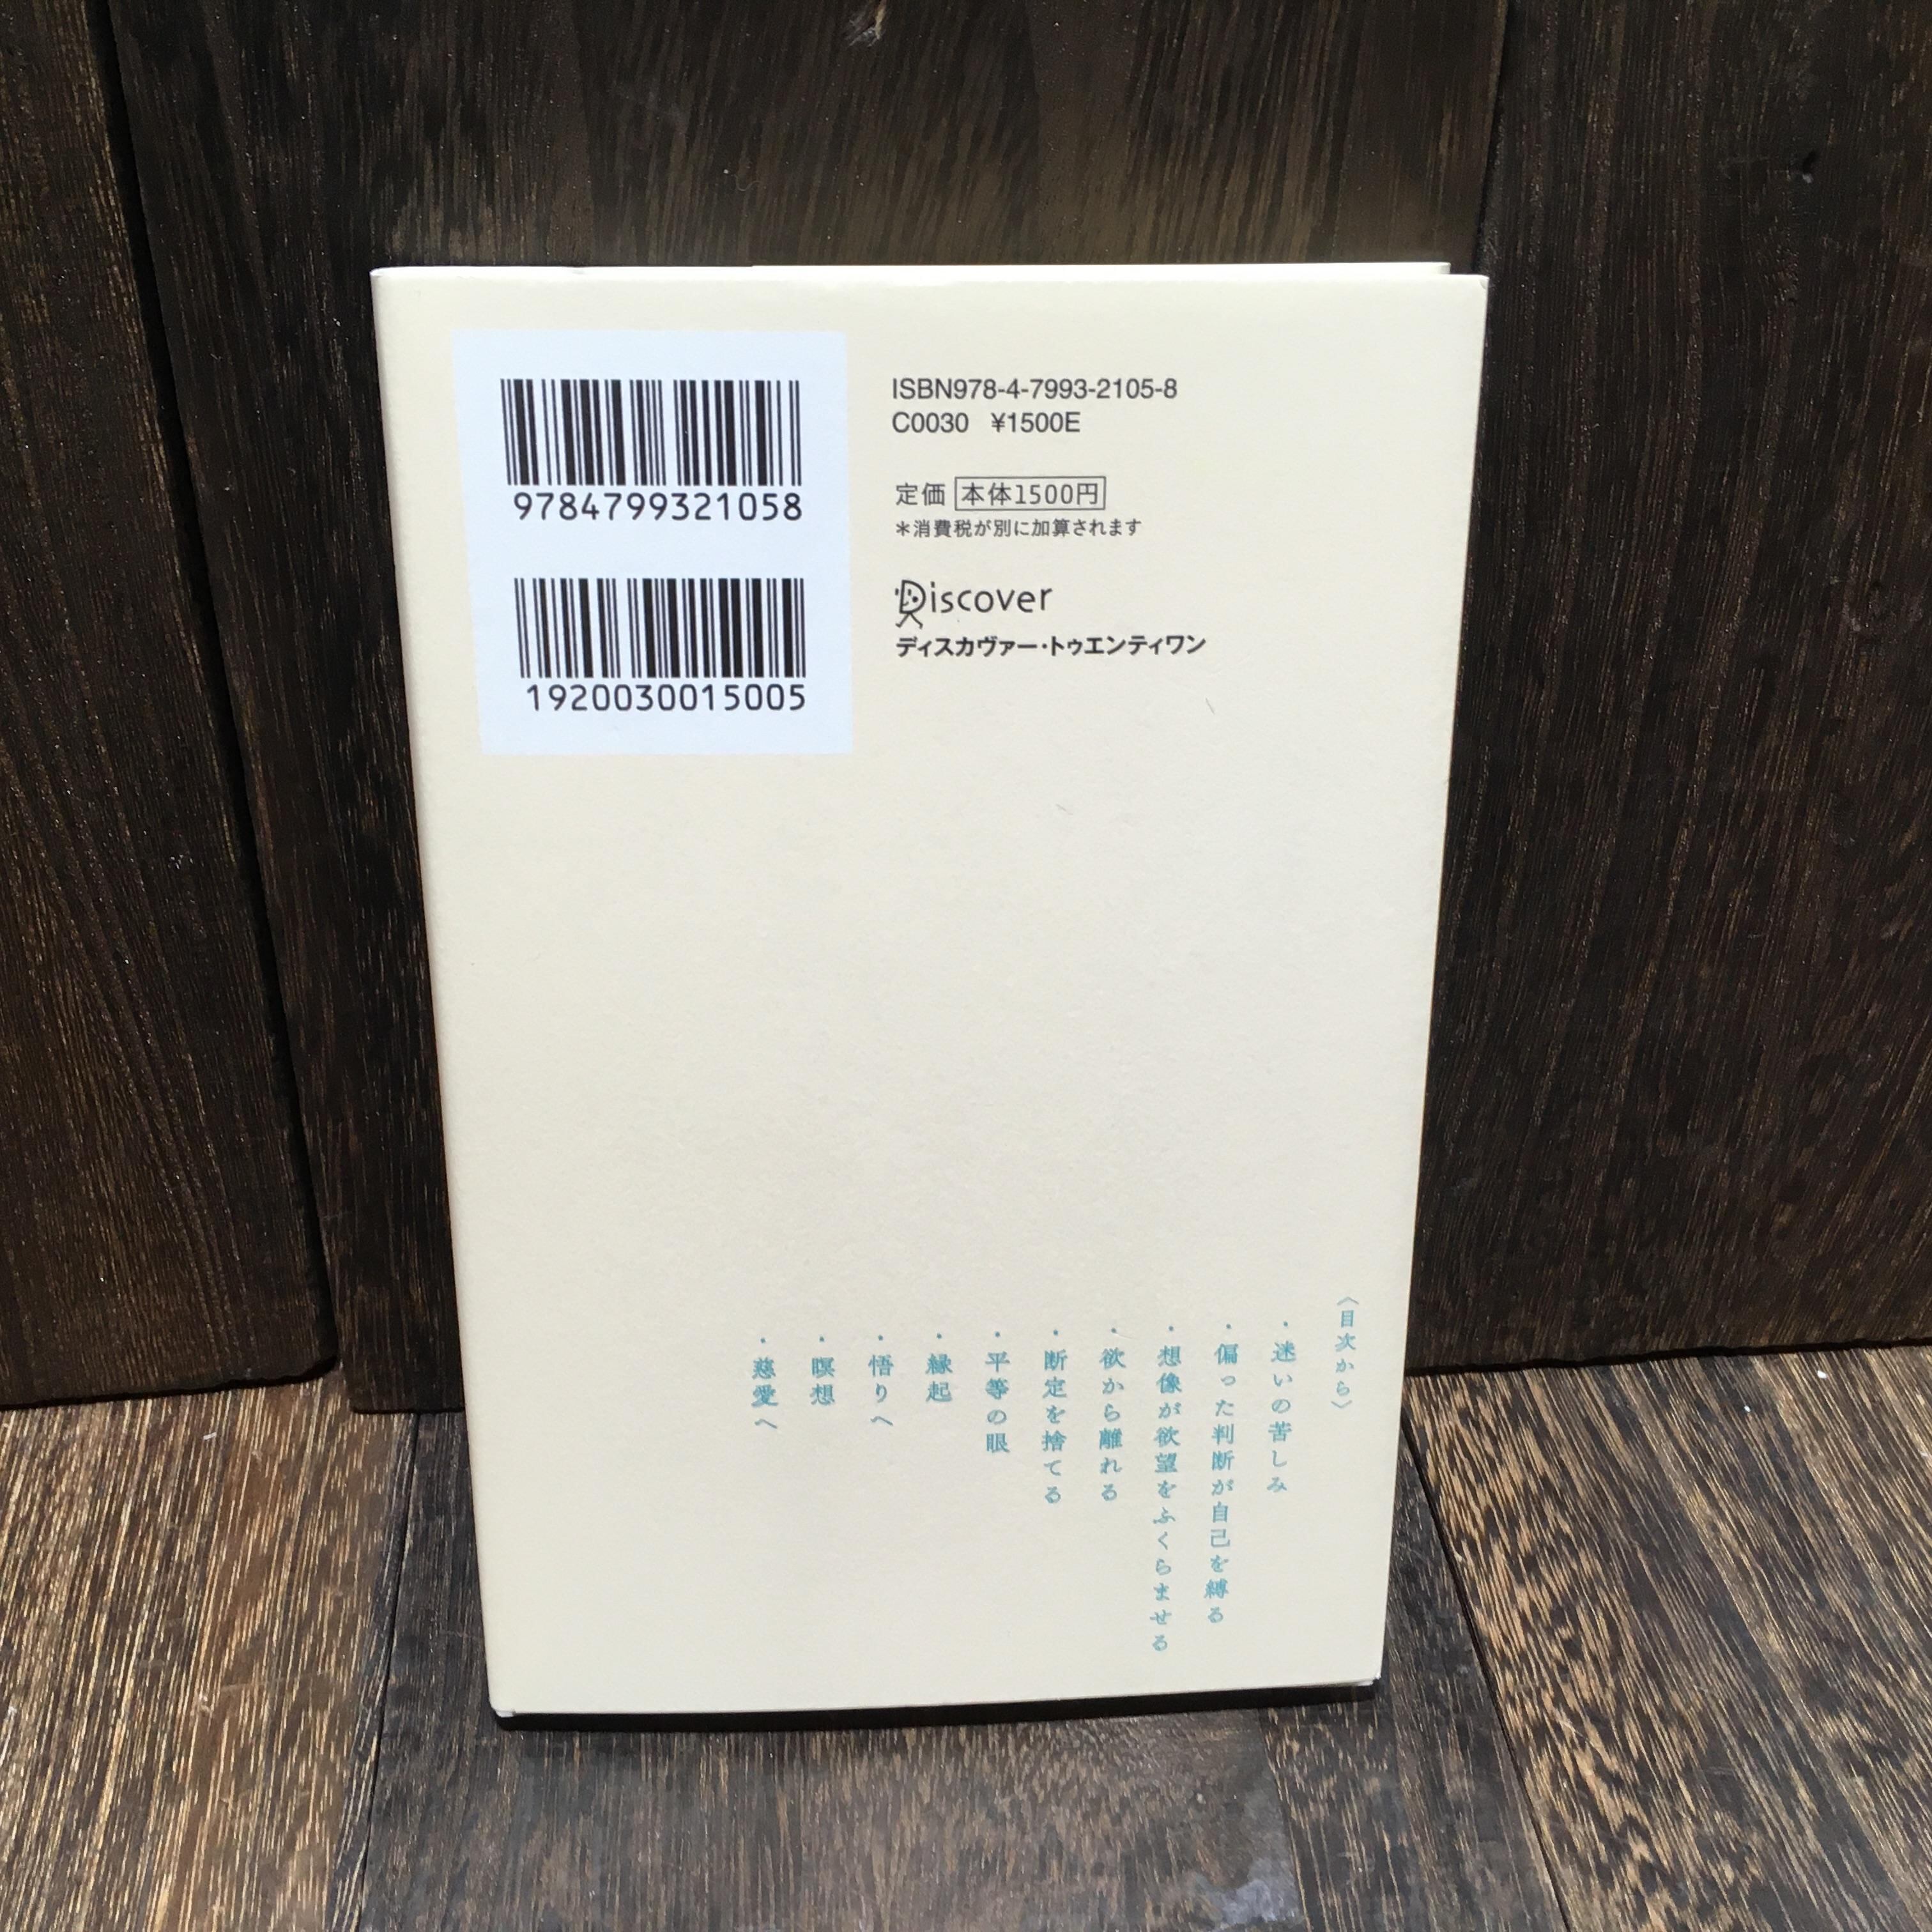 9784799321058
1920030015005
ISBN978-4-7993-2105-8
C0030 ¥1500E
定価 本体1500円
＊消費税が別に加算されます
Discover
ディスカヴァー・トゥエンティワン
〈目次から〉
・迷いの苦しみ
・偏った判断が自己を縛る
・想像が欲望をふくらませる
・欲から離れる
・断定を捨てる
・平等の眼
・縁起
・悟りへ
・瞑想
・慈愛へ